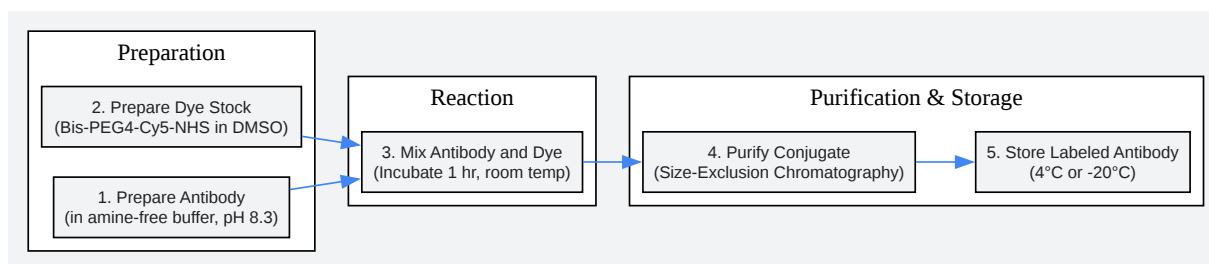 Preparation
2. Prepare Dye Stock
(Bis-PEG4-Cy5-NHS in DMSO)
1. Prepare Antibody
(in amine-free buffer, pH 8.3)
Reaction
3. Mix Antibody and Dye
(Incubate 1 hr, room temp)
Purification & Storage
4. Purify Conjugate
(Size-Exclusion Chromatography)
5. Store Labeled Antibody
(4°C or -20°C)